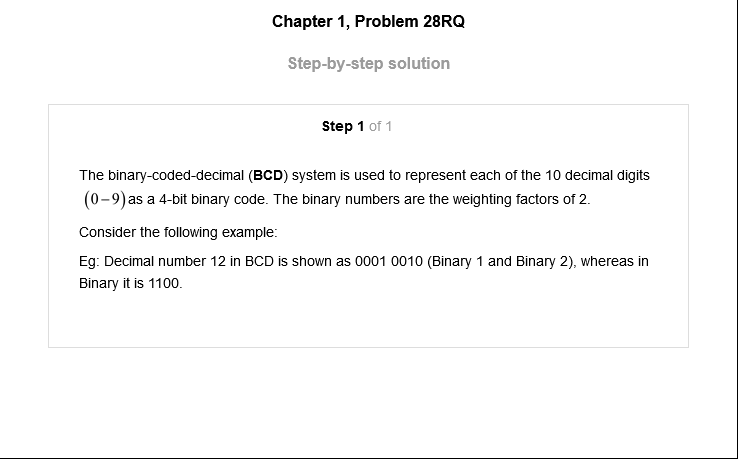 Chapter 1, Problem 28RQ
Step-by-step solution
Step 1 of 1
The binary-coded-decimal (BCD) system is used to represent each of the 10 decimal digits
(0−9) as a 4-bit binary code. The binary numbers are the weighting factors of 2.
Consider the following example:
Eg: Decimal number 12 in BCD is shown as 0001 0010 (Binary 1 and Binary 2), whereas in
Binary it is 1100.